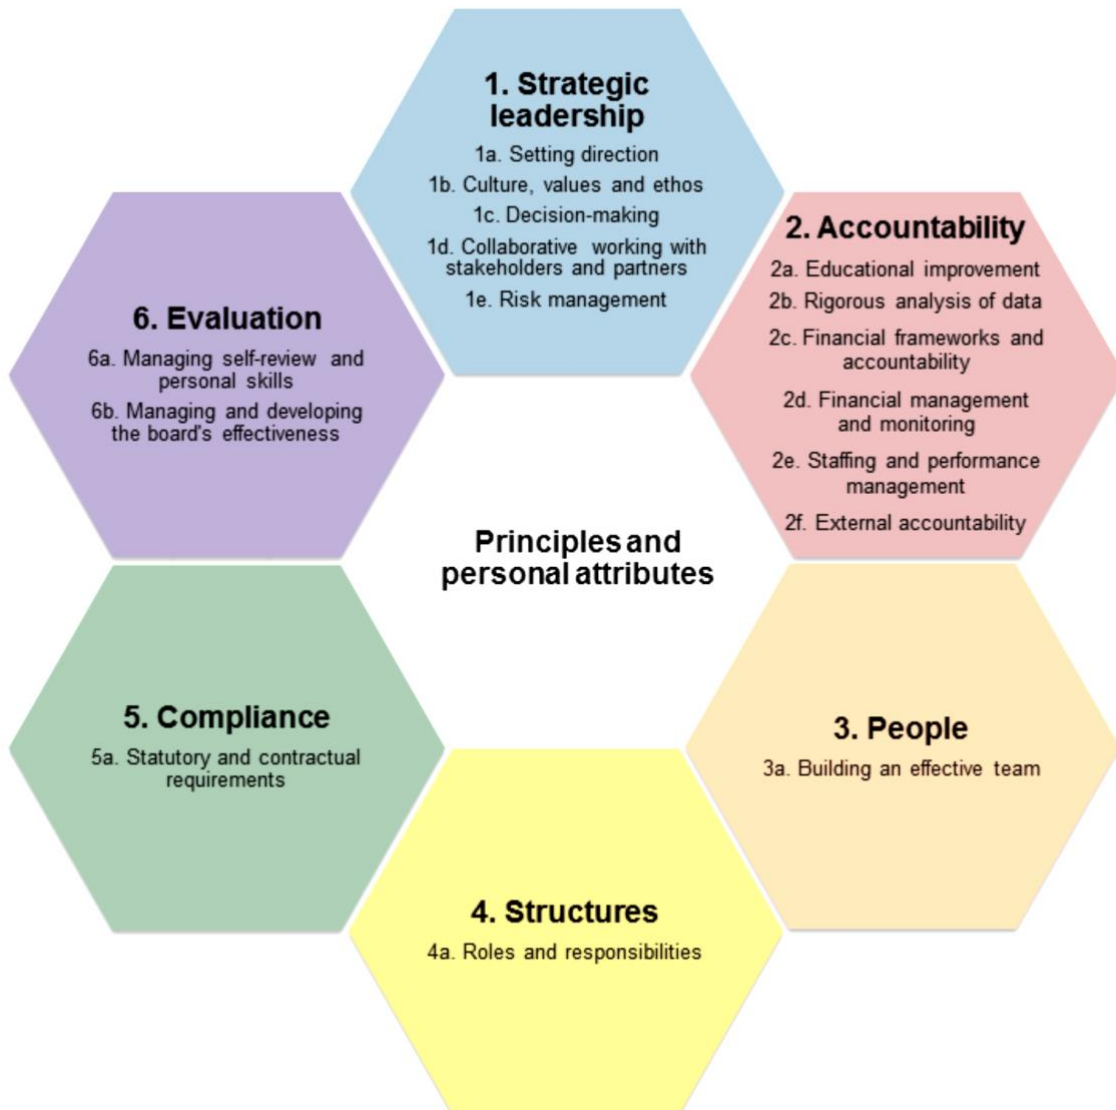 1. Strategic
leadership
1a. Setting direction
1b. Culture, values and ethos
1c. Decision-making
1d. Collaborative working with
stakeholders and partners
1e. Risk management
2. Accountability
2a. Educational improvement
2b. Rigorous analysis of data
2c. Financial frameworks and
accountability
2d. Financial management
and monitoring
2e. Staffing and performance
management
2f. External accountability
3. People
3a. Building an effective team
4. Structures
4a. Roles and responsibilities
5. Compliance
5a. Statutory and contractual
requirements
6. Evaluation
6a. Managing self-review and
personal skills
6b. Managing and developing
the board's effectiveness
Principles and
personal attributes